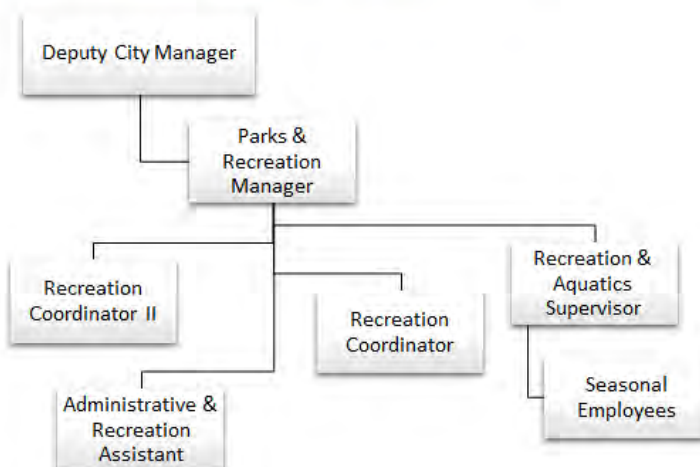 Deputy City Manager
Parks &
Recreation
Manager
Recreation
Coordinator II
Recreation
Coordinator
Recreation &
Aquatics
Supervisor
Administrative &
Recreation
Assistant
Seasonal
Employees